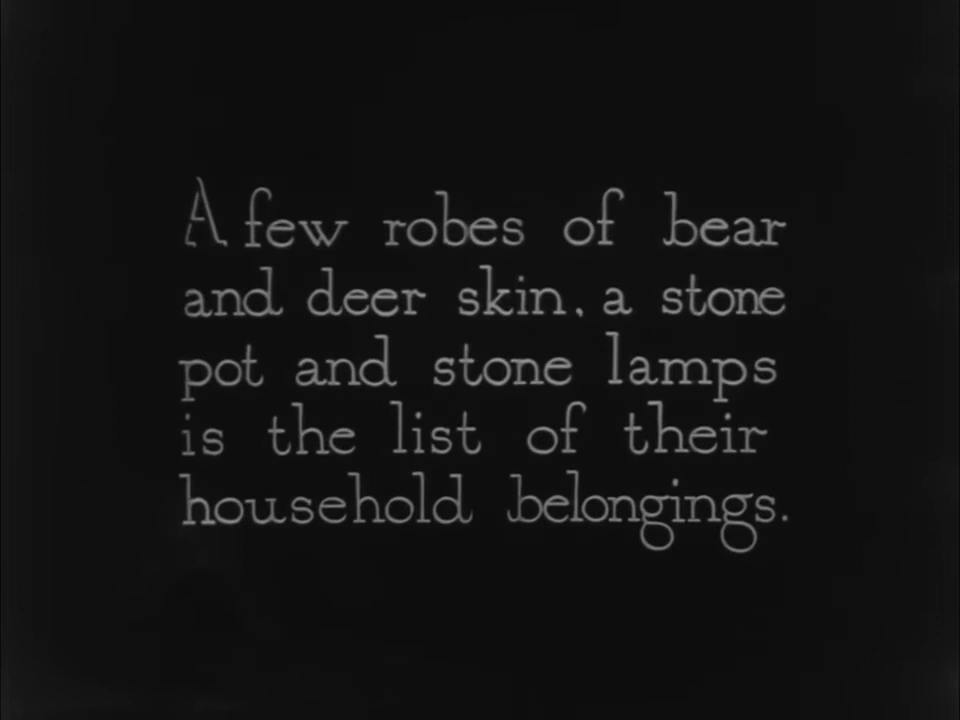 A few robes of bear
and deer skin, a stone
pot and stone lamps
is the list of their
household belongings.